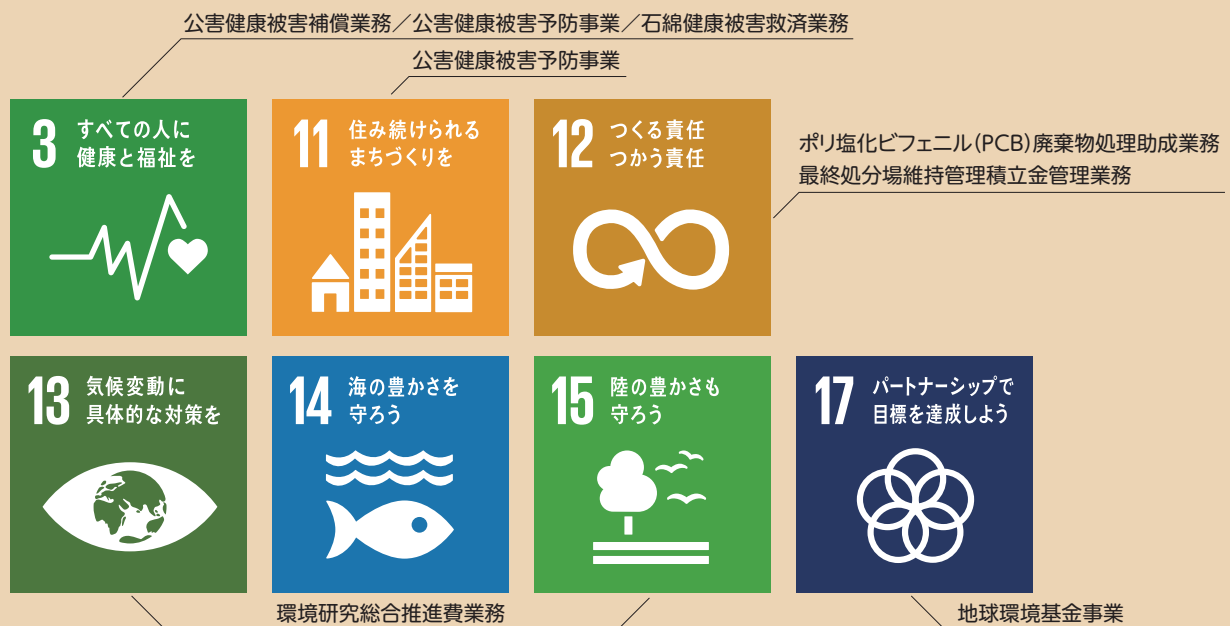 公害健康被害補償業務／公害健康被害予防事業／石綿健康被害救済業務
公害健康被害予防事業
3 すべての人に
健康と福祉を
11 住み続けられる
まちづくりを
12 つくる責任
つかう責任
ポリ塩化ビフェニル(PCB)廃棄物処理助成業務
最終処分場維持管理積立金管理業務
13 気候変動に
具体的な対策を
14 海の豊かさを
守ろう
15 陸の豊かさも
守ろう
17 パートナーシップで
目標を達成しよう
環境研究総合推進費業務
地球環境基金事業